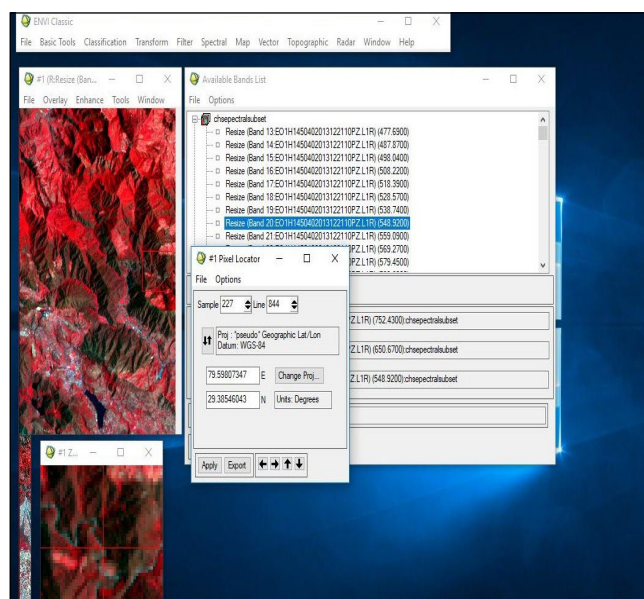 ENVI Classic
File Basic Tools Classification Transform Filter Spectral Map Vector Topographic Radar Window Help
#1 (R:Resize (Ban...
File Overlay Enhance Tools Window
Available Bands List
File Options
chsepectralsubset
Resize (Band 13:EO1H1450402013122110PZ.L1R) (477.6900)
Resize (Band 14:EO1H1450402013122110PZ.L1R) (487.8700)
Resize (Band 15:EO1H1450402013122110PZ.L1R) (498.0400)
Resize (Band 16:EO1H1450402013122110PZ.L1R) (508.2200)
Resize (Band 17:EO1H1450402013122110PZ.L1R) (518.3900)
Resize (Band 18:EO1H1450402013122110PZ.L1R) (528.5700)
Resize (Band 19:EO1H1450402013122110PZ.L1R) (538.7400)
Resize (Band 20:EO1H1450402013122110PZ.L1R) (548.9200)
Resize (Band 21:EO1H1450402013122110PZ.L1R) (559.0900)
PZ.L1R) (569.2700)
PZ.L1R) (579.4500)
#1 Pixel Locator
File Options
Sample 227 Line 844
Proj : "pseudo" Geographic Lat/Lon
Datum: WGS-84
79.59807347 E Change Proj...
29.38546043 N Units: Degrees
Apply Export
PZ.L1R) (752.4300):chsepectralsubset
PZ.L1R) (650.6700):chsepectralsubset
PZ.L1R) (548.9200):chsepectralsubset
#1 Z...